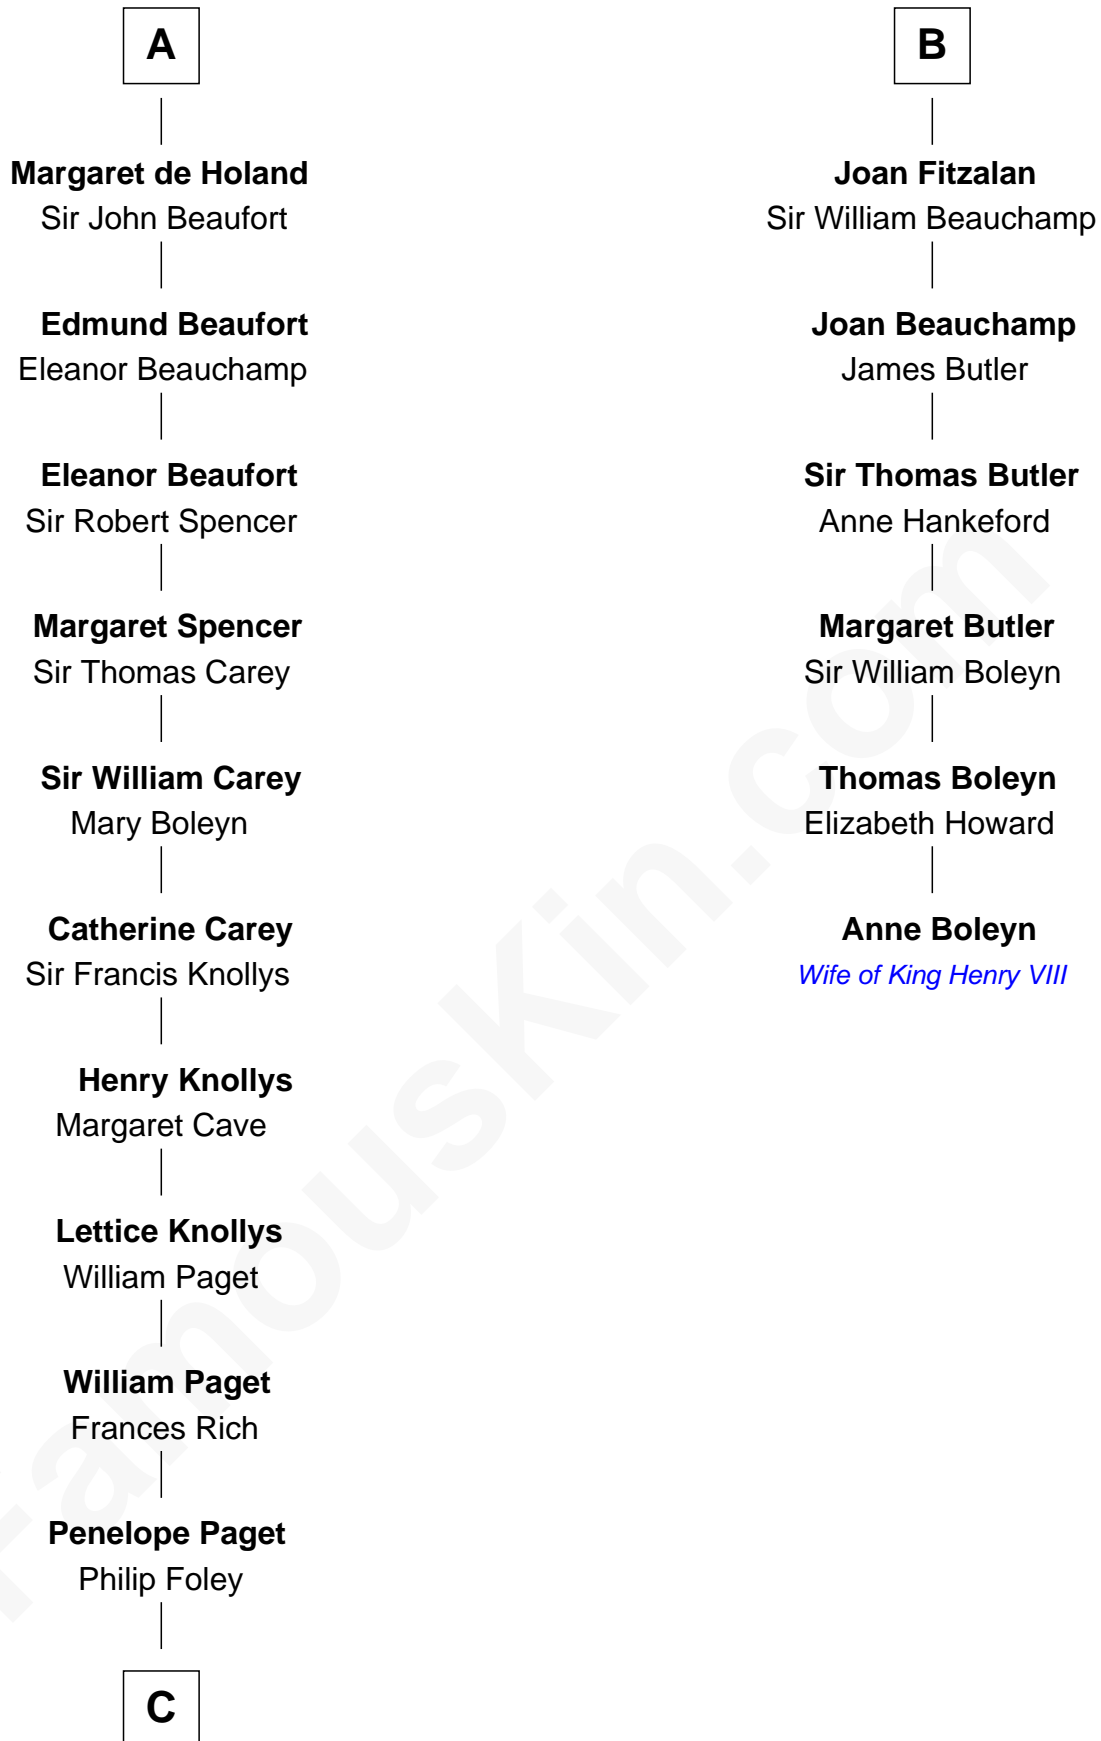 A
Margaret de Holand
Sir John Beaufort
Edmund Beaufort
Eleanor Beauchamp
Eleanor Beaufort
Sir Robert Spencer
Margaret Spencer
Sir Thomas Carey
Sir William Carey
Mary Boleyn
Catherine Carey
Sir Francis Knollys
Henry Knollys
Margaret Cave
Lettice Knollys
William Paget
William Paget
Frances Rich
Penelope Paget
Philip Foley
C
B
Joan Fitzalan
Sir William Beauchamp
Joan Beauchamp
James Butler
Sir Thomas Butler
Anne Hankeford
Margaret Butler
Sir William Boleyn
Thomas Boleyn
Elizabeth Howard
Anne Boleyn
Wife of King Henry VIII
FamousKin.com